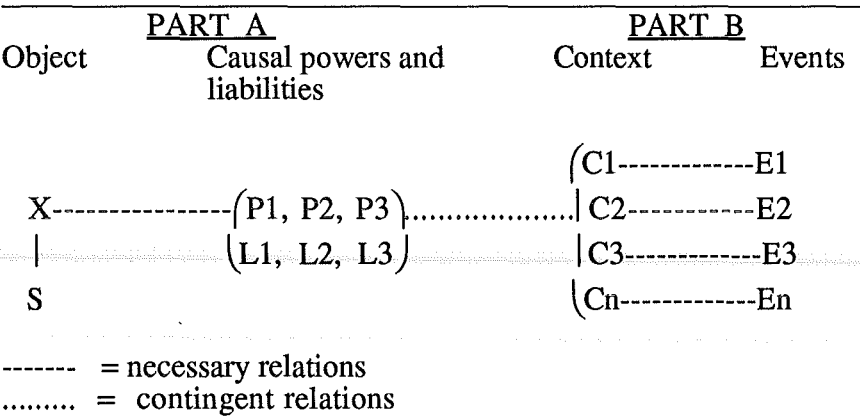 PART A PART B
Object Causal powers and Context Events
liabilities
C1-------------E1
X----------------(P1, P2, P3).....................C2-----------E2
| (L1, L2, L3) C3------------E3
S Cn-------------En
------- = necessary relations
......... = contingent relations